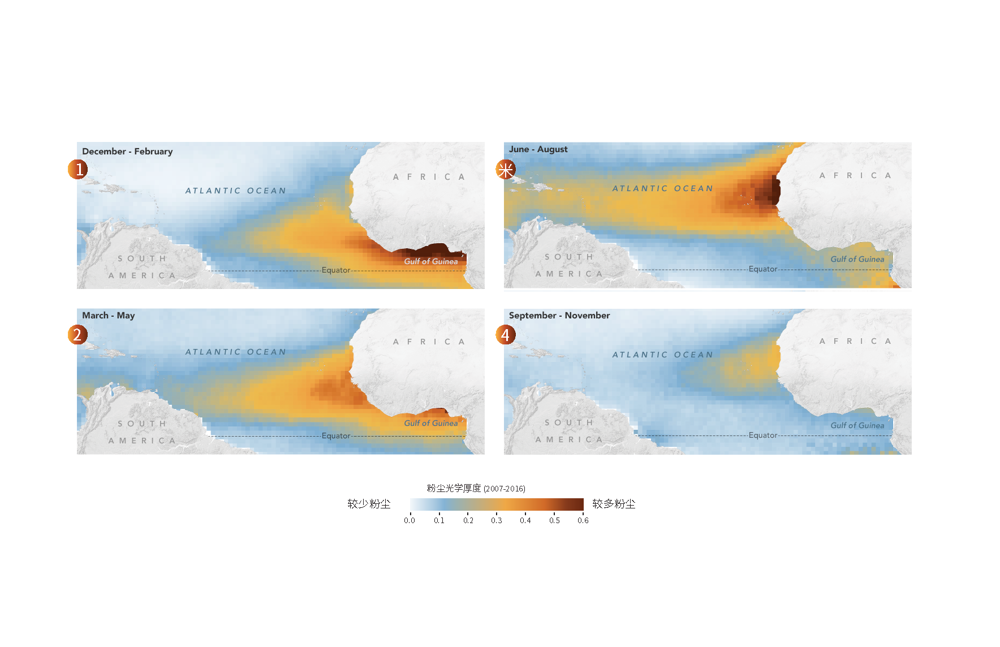 December - February
1
ATLANTIC OCEAN
AFRICA
SOUTH
AMERICA
Gulf of Guinea
Equator
June - August
米
ATLANTIC OCEAN
AFRICA
SOUTH
AMERICA
Gulf of Guinea
Equator
March - May
2
ATLANTIC OCEAN
AFRICA
SOUTH
AMERICA
Gulf of Guinea
Equator
September - November
4
ATLANTIC OCEAN
AFRICA
SOUTH
AMERICA
Gulf of Guinea
Equator
粉尘光学厚度 (2007-2016)
较少粉尘
较多粉尘
0.0 0.1 0.2 0.3 0.4 0.5 0.6